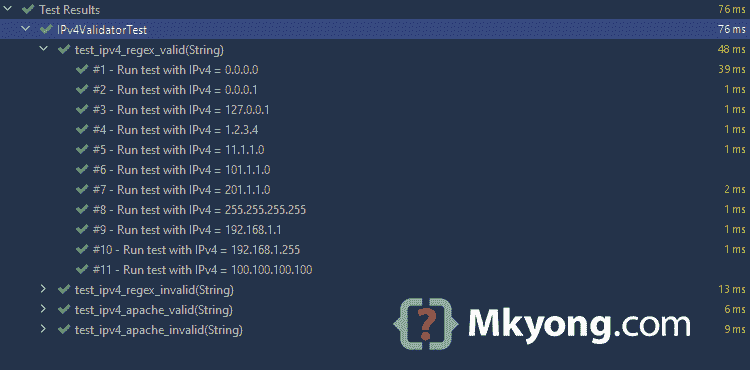 Test Results 76 ms
IPv4ValidatorTest 76 ms
test_ipv4_regex_valid(String) 48 ms
#1 - Run test with IPv4 = 0.0.0.0 39 ms
#2 - Run test with IPv4 = 0.0.0.1 1 ms
#3 - Run test with IPv4 = 127.0.0.1 1 ms
#4 - Run test with IPv4 = 1.2.3.4 1 ms
#5 - Run test with IPv4 = 11.1.1.0 1 ms
#6 - Run test with IPv4 = 101.1.1.0
#7 - Run test with IPv4 = 201.1.1.0 2 ms
#8 - Run test with IPv4 = 255.255.255.255 1 ms
#9 - Run test with IPv4 = 192.168.1.1 1 ms
#10 - Run test with IPv4 = 192.168.1.255 1 ms
#11 - Run test with IPv4 = 100.100.100.100
test_ipv4_regex_invalid(String) 13 ms
test_ipv4_apache_valid(String) 6 ms
test_ipv4_apache_invalid(String) 9 ms
{?} Mkyong.com